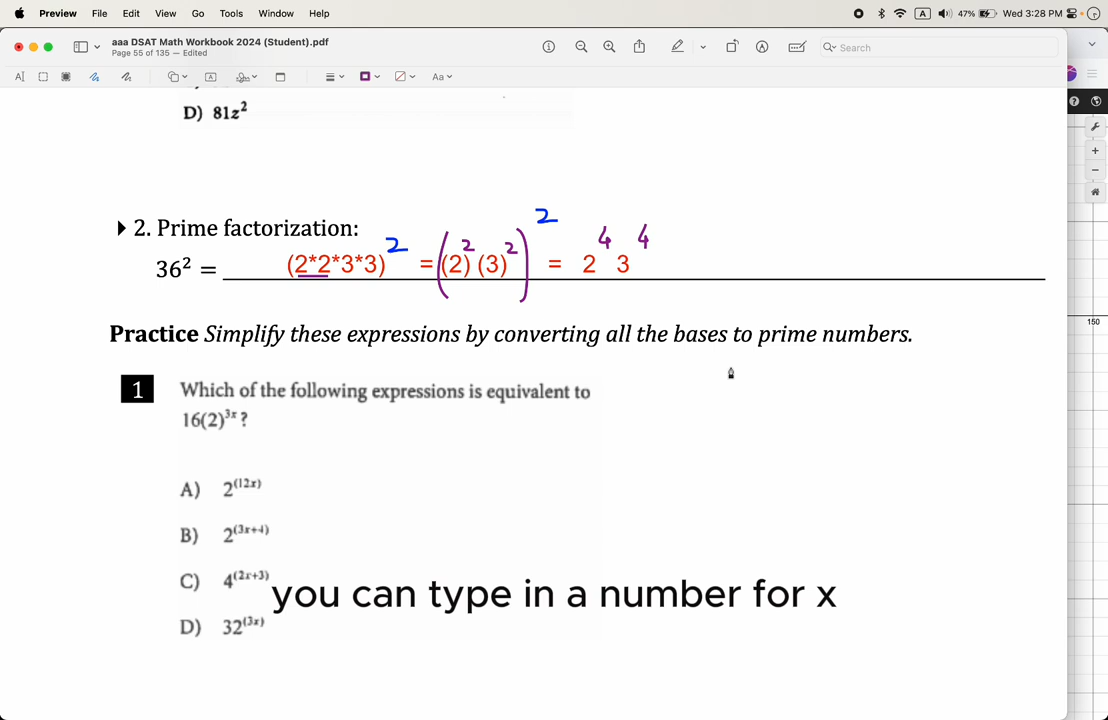 Preview File Edit View Go Tools Window Help 47% Wed 3:28 PM
aaa DSAT Math Workbook 2024 (Student).pdf
Page 55 of 135 — Edited
Search
Aa
D) 81z²
2. Prime factorization:
36² = (2*2*3*3)² = ((2)² (3)²)² = 2⁴ 3⁴
Practice Simplify these expressions by converting all the bases to prime numbers.
150
1 Which of the following expressions is equivalent to
16(2)³ˣ ?
A) 2^(12x)
B) 2^(3x+4)
C) 4^(2x+3)
you can type in a number for x
D) 32^(3x)